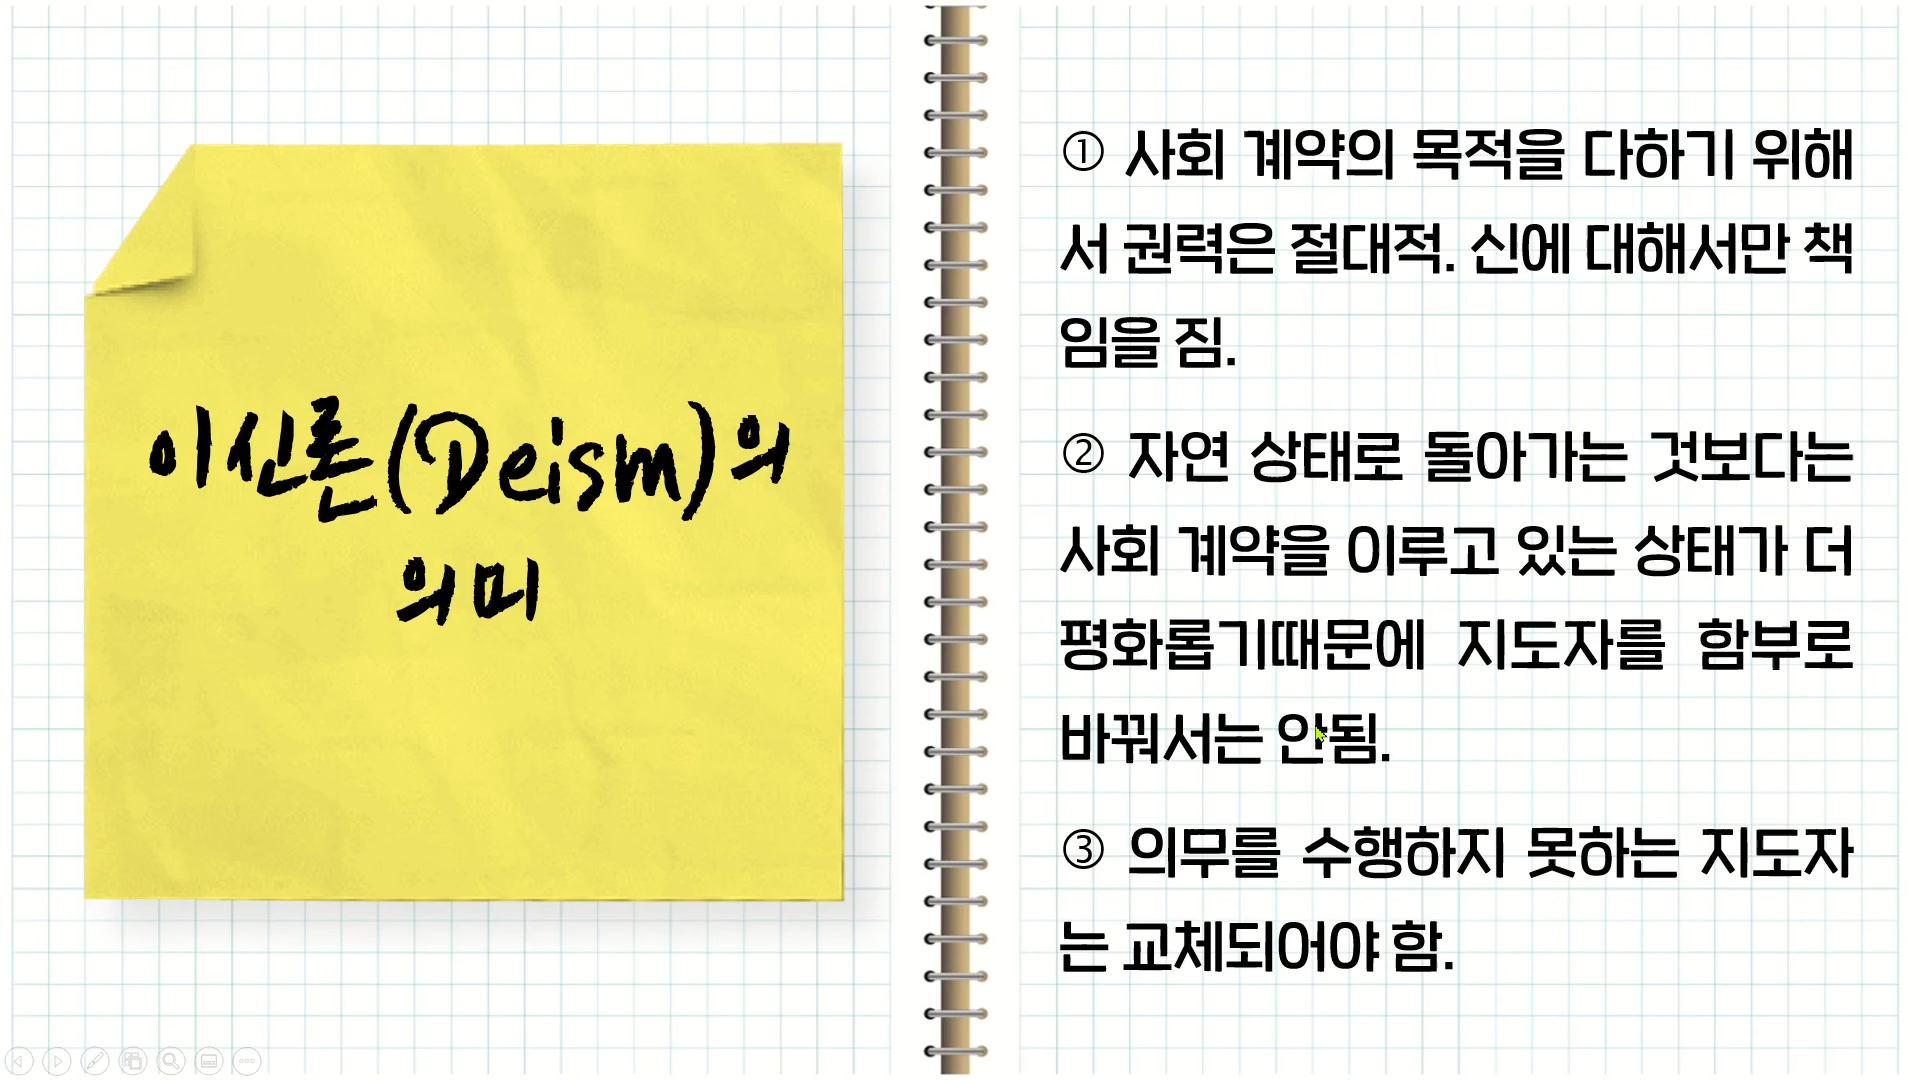 이신론(Deism)의
의미
① 사회 계약의 목적을 다하기 위해
서 권력은 절대적. 신에 대해서만 책
임을 짐.
② 자연 상태로 돌아가는 것보다는
사회 계약을 이루고 있는 상태가 더
평화롭기때문에 지도자를 함부로
바꿔서는 안됨.
③ 의무를 수행하지 못하는 지도자
는 교체되어야 함.